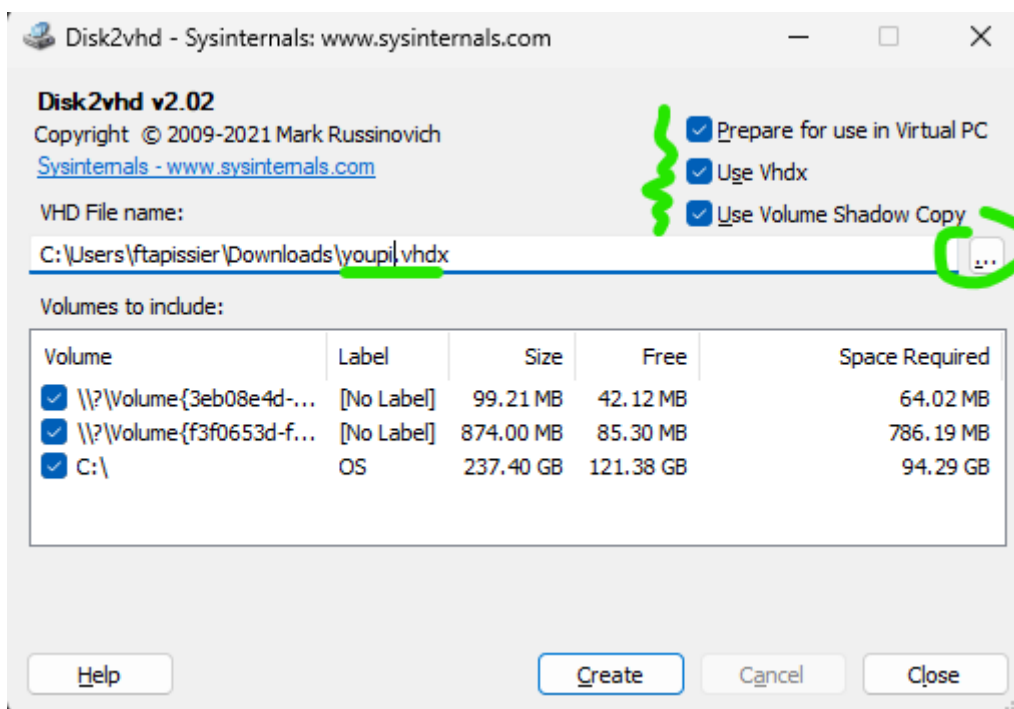 Disk2vhd - Sysinternals: www.sysinternals.com
Disk2vhd v2.02
Copyright © 2009-2021 Mark Russinovich
Sysinternals - www.sysinternals.com
Prepare for use in Virtual PC
Use Vhdx
Use Volume Shadow Copy
VHD File name:
C:\Users\ftapissier\Downloads\youpi.vhdx
...
Volumes to include:
Volume Label Size Free Space Required
\\?\Volume{3eb08e4d-... [No Label] 99.21 MB 42.12 MB 64.02 MB
\\?\Volume{f3f0653d-f... [No Label] 874.00 MB 85.30 MB 786.19 MB
C:\ OS 237.40 GB 121.38 GB 94.29 GB
Help Create Cancel Close